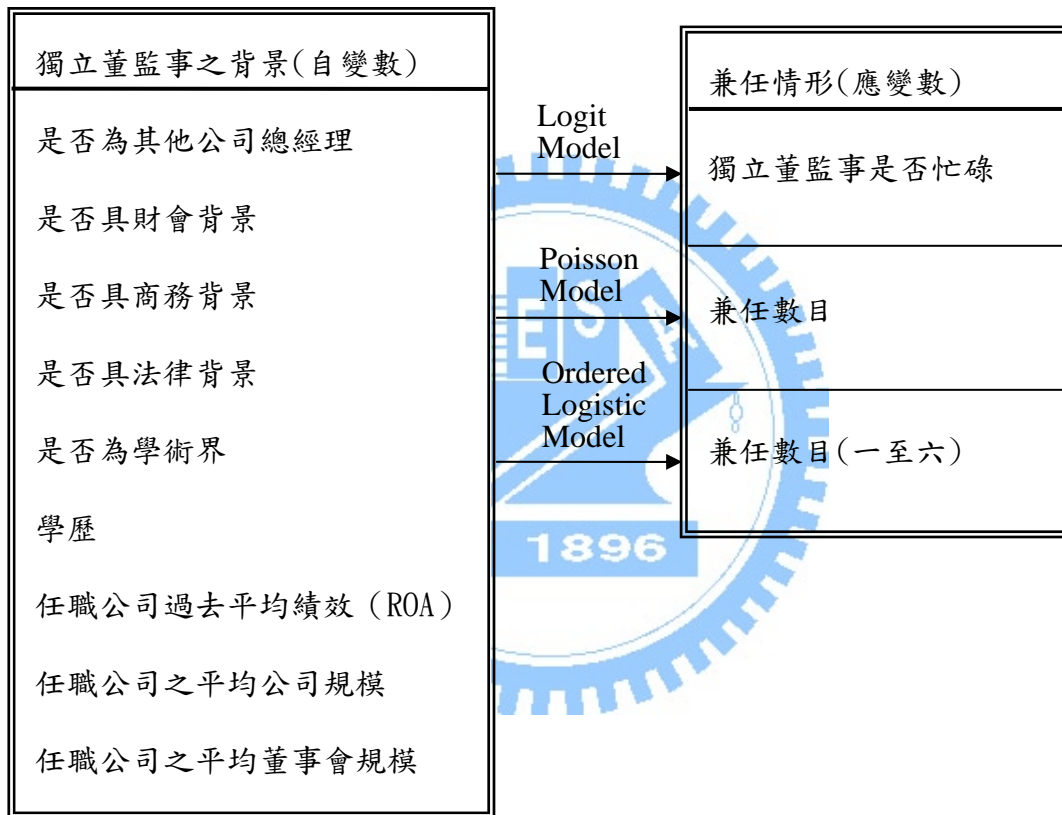 獨立董監事之背景(自變數)
是否為其他公司總經理
是否具財會背景
是否具商務背景
是否具法律背景
是否為學術界
學歷
任職公司過去平均績效（ROA）
任職公司之平均公司規模
任職公司之平均董事會規模
Logit
Model
Poisson
Model
Ordered
Logistic
Model
兼任情形(應變數)
獨立董監事是否忙碌
兼任數目
兼任數目(一至六)
E S A
1896